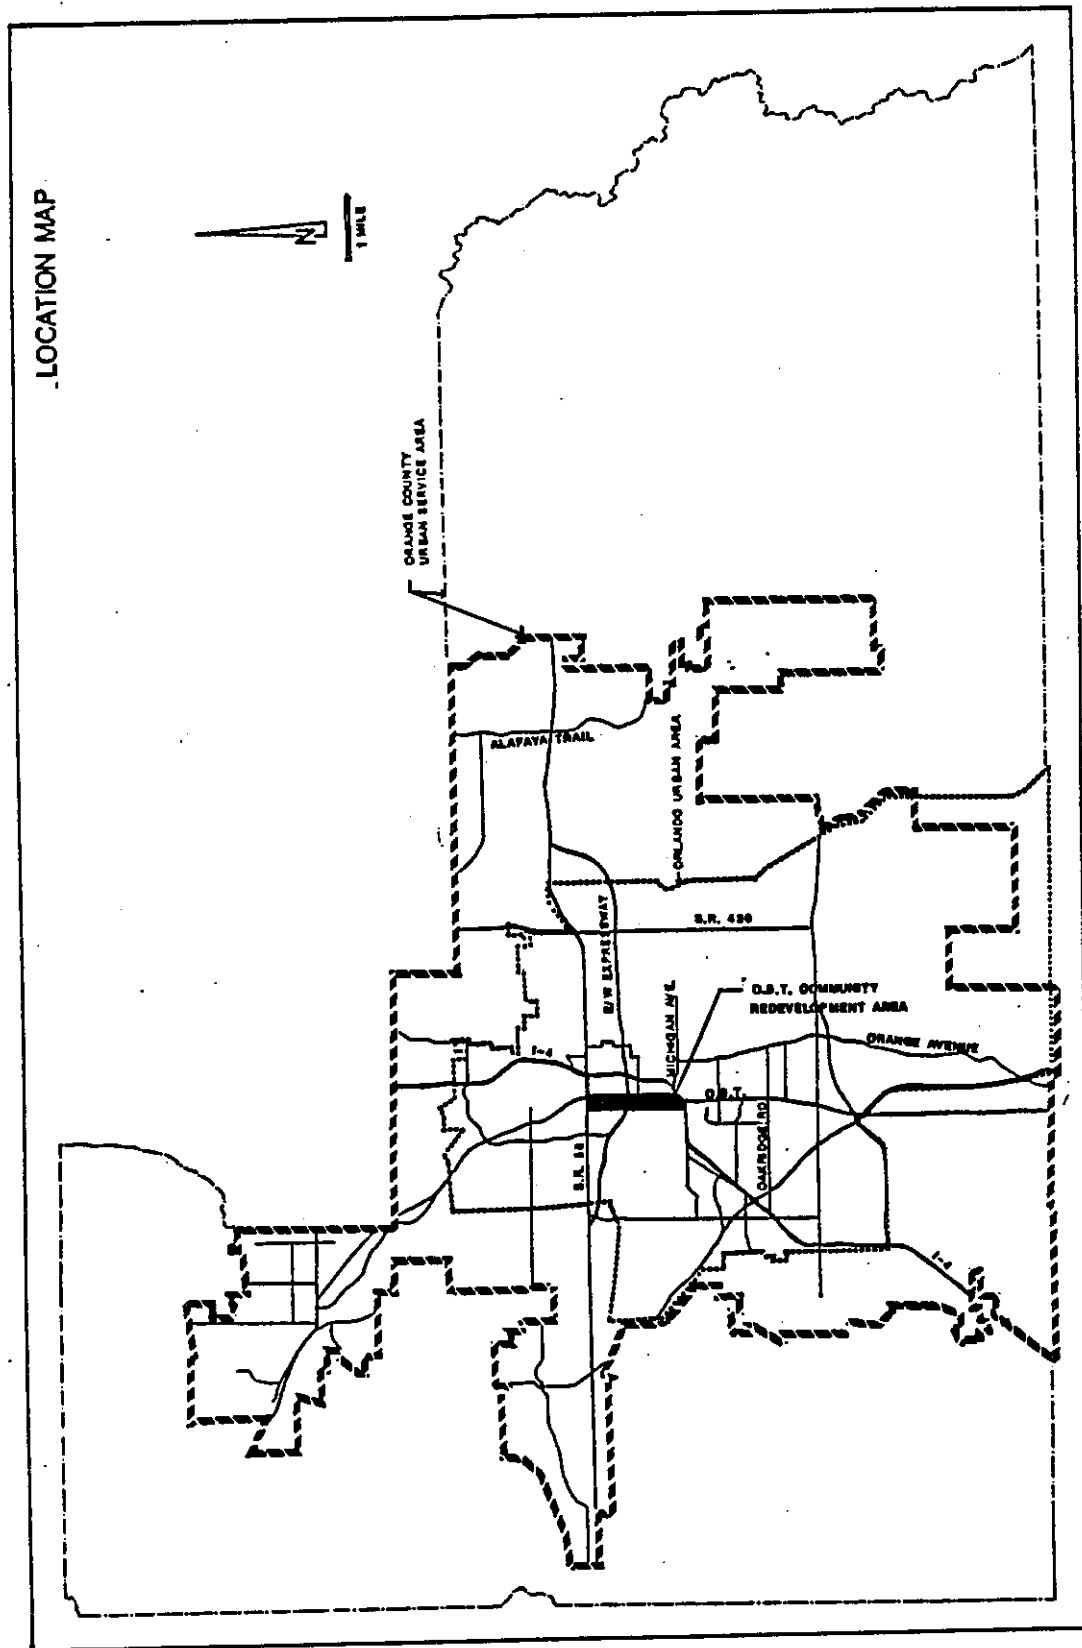 LOCATION MAP
N
1 MILE
ORANGE COUNTY
URBAN SERVICE AREA
ALAFAYA TRAIL
ORLANDO URBAN AREA
S.R. 436
E/W EXPRESSWAY
MICHIGAN AVE.
O.B.T. COMMUNITY
REDEVELOPMENT AREA
ORANGE AVENUE
I-4
O.B.T.
OAKRIDGE RD
S.R. 50
I-4